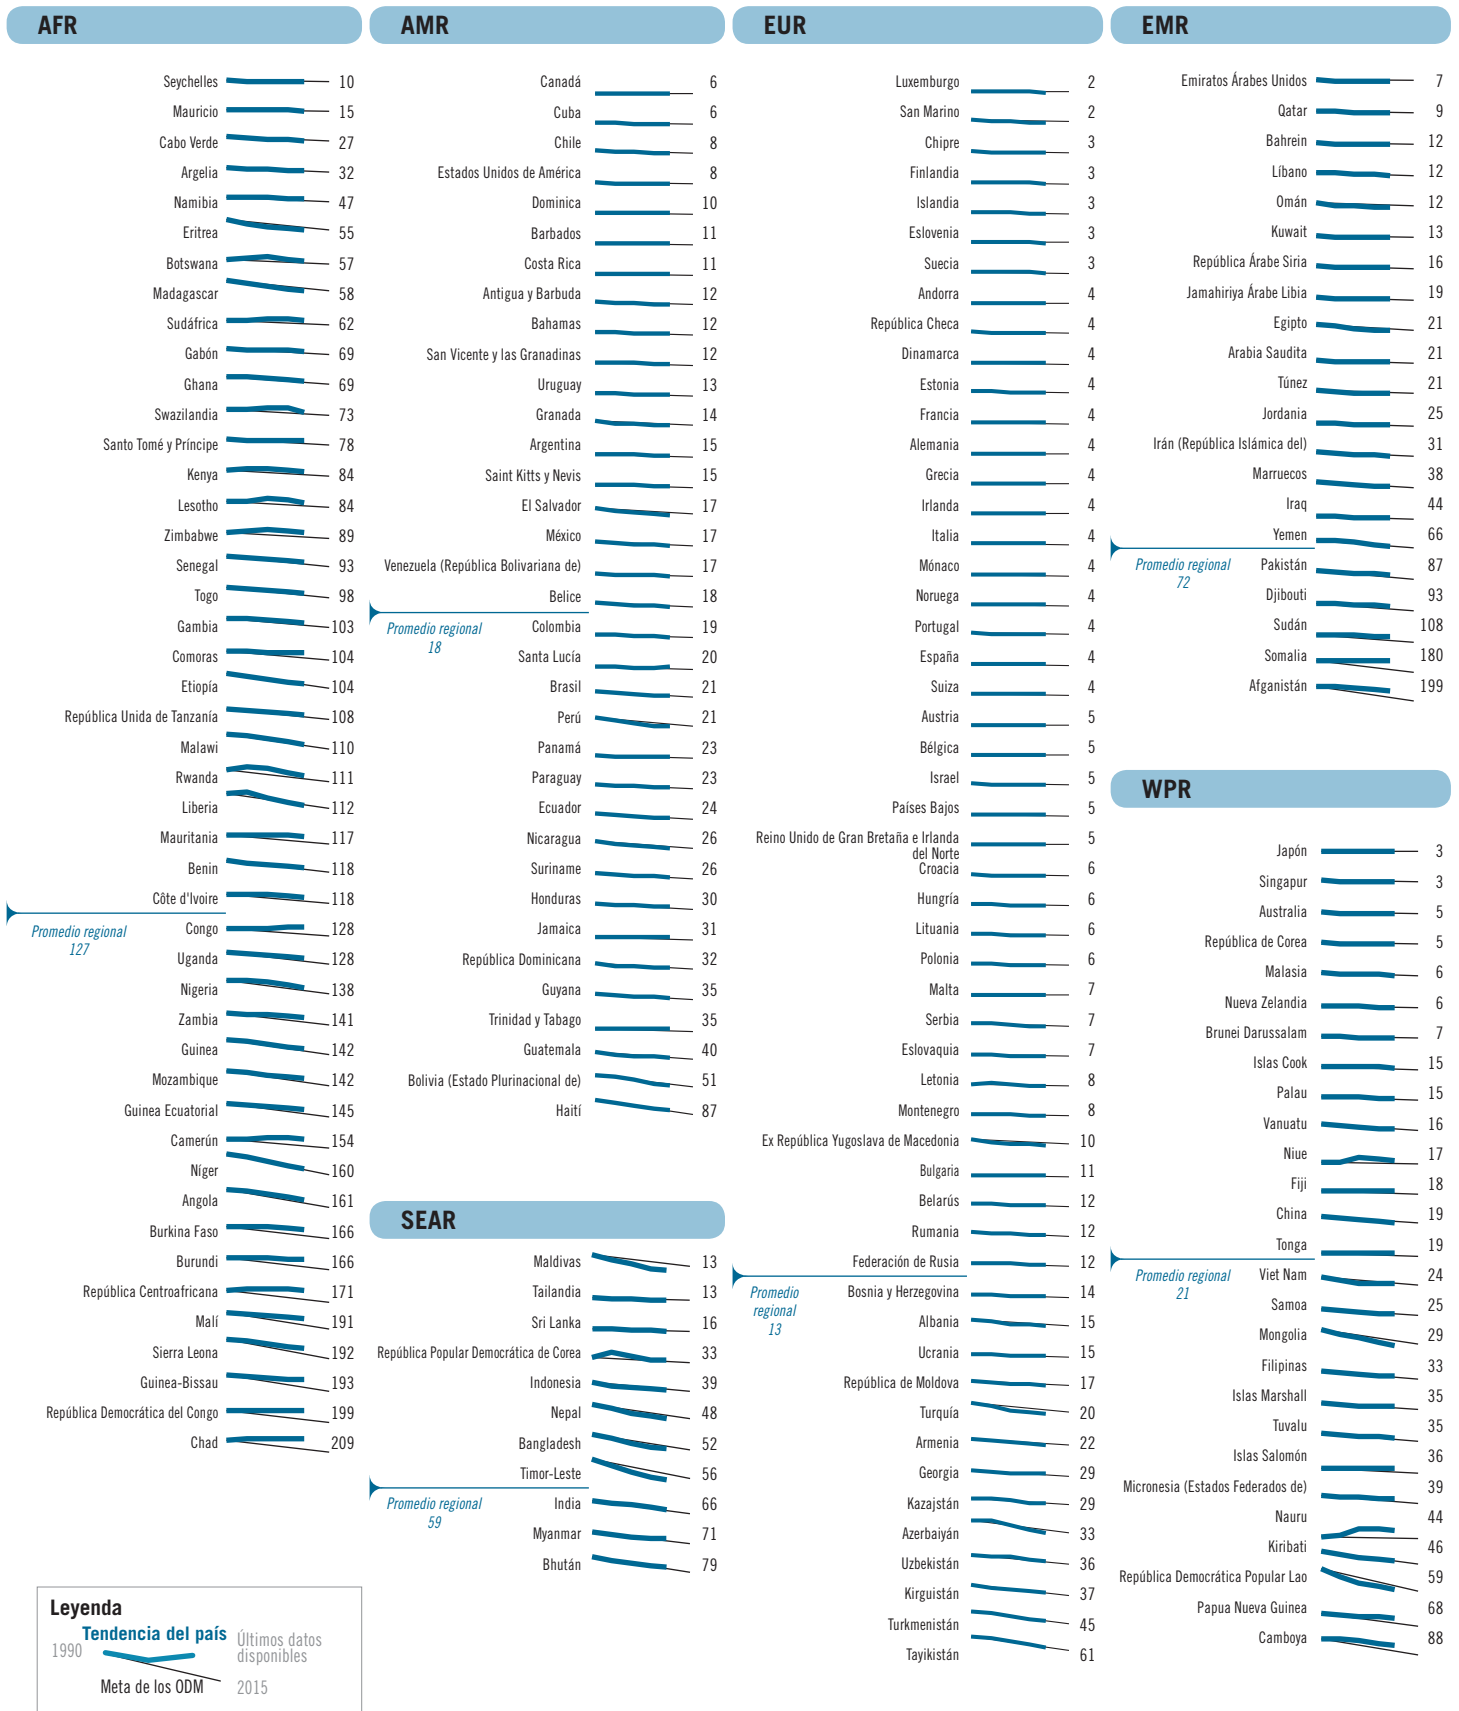 AFR
Seychelles 10
Mauricio 15
Cabo Verde 27
Argelia 32
Namibia 47
Eritrea 55
Botswana 57
Madagascar 58
Sudáfrica 62
Gabón 69
Ghana 69
Swazilandia 73
Santo Tomé y Príncipe 78
Kenya 84
Lesotho 84
Zimbabwe 89
Senegal 93
Togo 98
Gambia 103
Comoras 104
Etiopía 104
República Unida de Tanzanía 108
Malawi 110
Rwanda 111
Liberia 112
Mauritania 117
Benin 118
Côte d'Ivoire 118
Promedio regional
127
Congo 128
Uganda 128
Nigeria 138
Zambia 141
Guinea 142
Mozambique 142
Guinea Ecuatorial 145
Camerún 154
Níger 160
Angola 161
Burkina Faso 166
Burundi 166
República Centroafricana 171
Malí 191
Sierra Leona 192
Guinea-Bissau 193
República Democrática del Congo 199
Chad 209
Leyenda
Tendencia del país
1990
Últimos datos
disponibles
Meta de los ODM
2015
AMR
Canadá 6
Cuba 6
Chile 8
Estados Unidos de América 8
Dominica 10
Barbados 11
Costa Rica 11
Antigua y Barbuda 12
Bahamas 12
San Vicente y las Granadinas 12
Uruguay 13
Granada 14
Argentina 15
Saint Kitts y Nevis 15
El Salvador 17
México 17
Venezuela (República Bolivariana de) 17
Belice 18
Promedio regional
18
Colombia 19
Santa Lucía 20
Brasil 21
Perú 21
Panamá 23
Paraguay 23
Ecuador 24
Nicaragua 26
Suriname 26
Honduras 30
Jamaica 31
República Dominicana 32
Guyana 35
Trinidad y Tabago 35
Guatemala 40
Bolivia (Estado Plurinacional de) 51
Haití 87
SEAR
Maldivas 13
Tailandia 13
Sri Lanka 16
República Popular Democrática de Corea 33
Indonesia 39
Nepal 48
Bangladesh 52
Timor-Leste 56
Promedio regional
59
India 66
Myanmar 71
Bhután 79
EUR
Luxemburgo 2
San Marino 2
Chipre 3
Finlandia 3
Islandia 3
Eslovenia 3
Suecia 3
Andorra 4
República Checa 4
Dinamarca 4
Estonia 4
Francia 4
Alemania 4
Grecia 4
Irlanda 4
Italia 4
Mónaco 4
Noruega 4
Portugal 4
España 4
Suiza 4
Austria 5
Bélgica 5
Israel 5
Países Bajos 5
Reino Unido de Gran Bretaña e Irlanda 5
del Norte
Croacia 6
Hungría 6
Lituania 6
Polonia 6
Malta 7
Serbia 7
Eslovaquia 7
Letonia 8
Montenegro 8
Ex República Yugoslava de Macedonia 10
Bulgaria 11
Belarús 12
Rumania 12
Federación de Rusia 12
Promedio
regional
13
Bosnia y Herzegovina 14
Albania 15
Ucrania 15
República de Moldova 17
Turquía 20
Armenia 22
Georgia 29
Kazajstán 29
Azerbaiyán 33
Uzbekistán 36
Kirguistán 37
Turkmenistán 45
Tayikistán 61
EMR
Emiratos Árabes Unidos 7
Qatar 9
Bahrein 12
Líbano 12
Omán 12
Kuwait 13
República Árabe Siria 16
Jamahiriya Árabe Libia 19
Egipto 21
Arabia Saudita 21
Túnez 21
Jordania 25
Irán (República Islámica del) 31
Marruecos 38
Iraq 44
Yemen 66
Promedio regional
72
Pakistán 87
Djibouti 93
Sudán 108
Somalia 180
Afganistán 199
WPR
Japón 3
Singapur 3
Australia 5
República de Corea 5
Malasia 6
Nueva Zelandia 6
Brunei Darussalam 7
Islas Cook 15
Palau 15
Vanuatu 16
Niue 17
Fiji 18
China 19
Tonga 19
Promedio regional
21
Viet Nam 24
Samoa 25
Mongolia 29
Filipinas 33
Islas Marshall 35
Tuvalu 35
Islas Salomón 36
Micronesia (Estados Federados de) 39
Nauru 44
Kiribati 46
República Democrática Popular Lao 59
Papua Nueva Guinea 68
Camboya 88